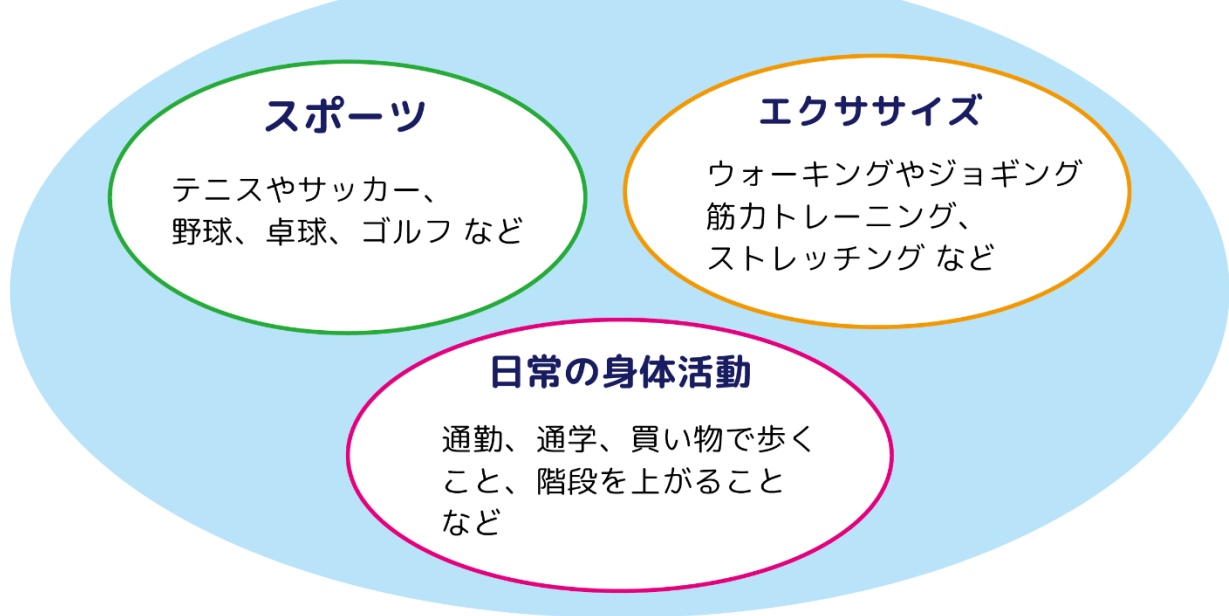 スポーツ
テニスやサッカー、
野球、卓球、ゴルフ など
エクササイズ
ウォーキングやジョギング
筋力トレーニング、
ストレッチング など
日常の身体活動
通勤、通学、買い物で歩く
こと、階段を上がること
など